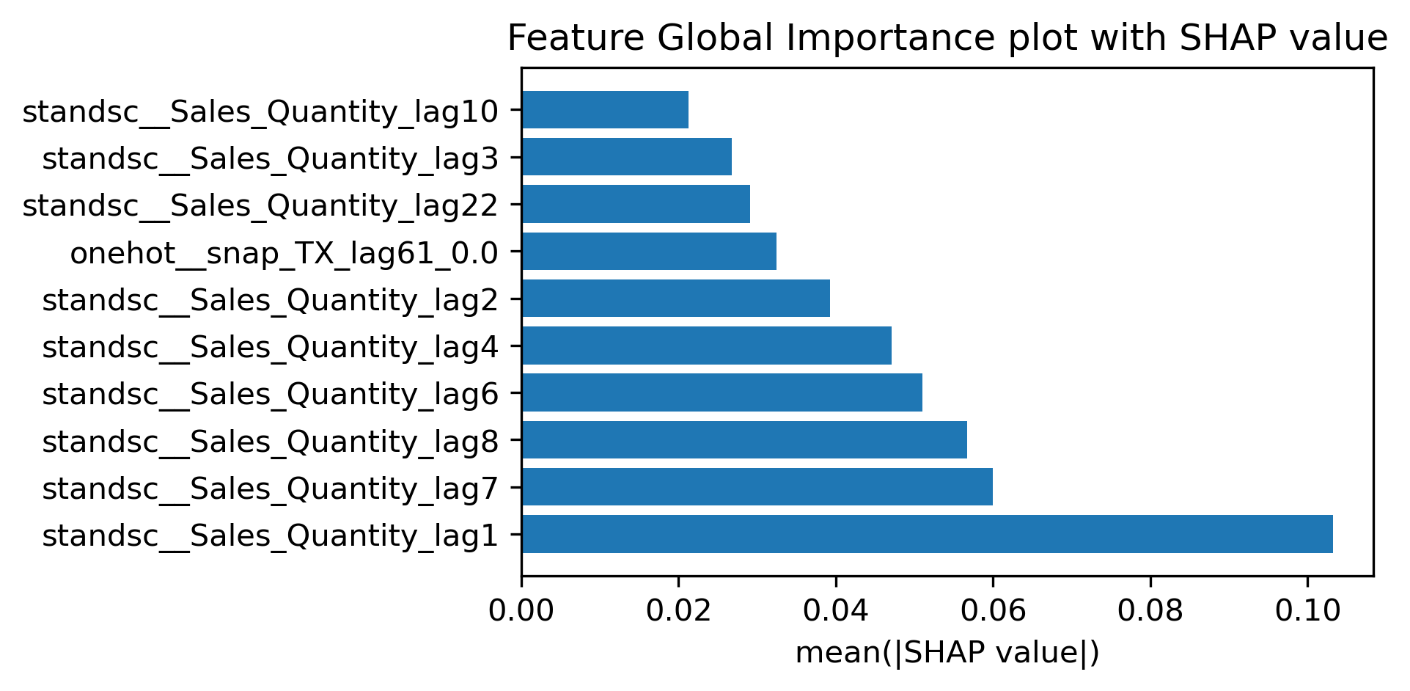 Feature Global Importance plot with SHAP value
standsc__Sales_Quantity_lag10
standsc__Sales_Quantity_lag3
standsc__Sales_Quantity_lag22
onehot__snap_TX_lag61_0.0
standsc__Sales_Quantity_lag2
standsc__Sales_Quantity_lag4
standsc__Sales_Quantity_lag6
standsc__Sales_Quantity_lag8
standsc__Sales_Quantity_lag7
standsc__Sales_Quantity_lag1
0.00 0.02 0.04 0.06 0.08 0.10
mean(|SHAP value|)